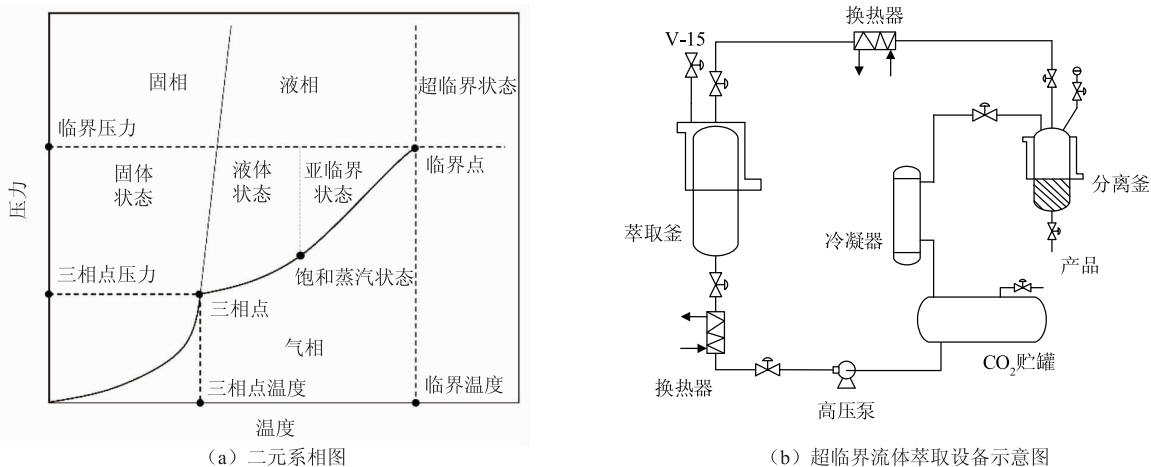 固相
液相
超临界状态
临界压力
固体
状态
液体
状态
亚临界
状态
临界点
压力
三相点压力
饱和蒸汽状态
三相点
气相
三相点温度
临界温度
温度
(a) 二元系相图
换热器
V-15
萃取釜
冷凝器
分离釜
产品
CO₂贮罐
换热器
高压泵
(b) 超临界流体萃取设备示意图